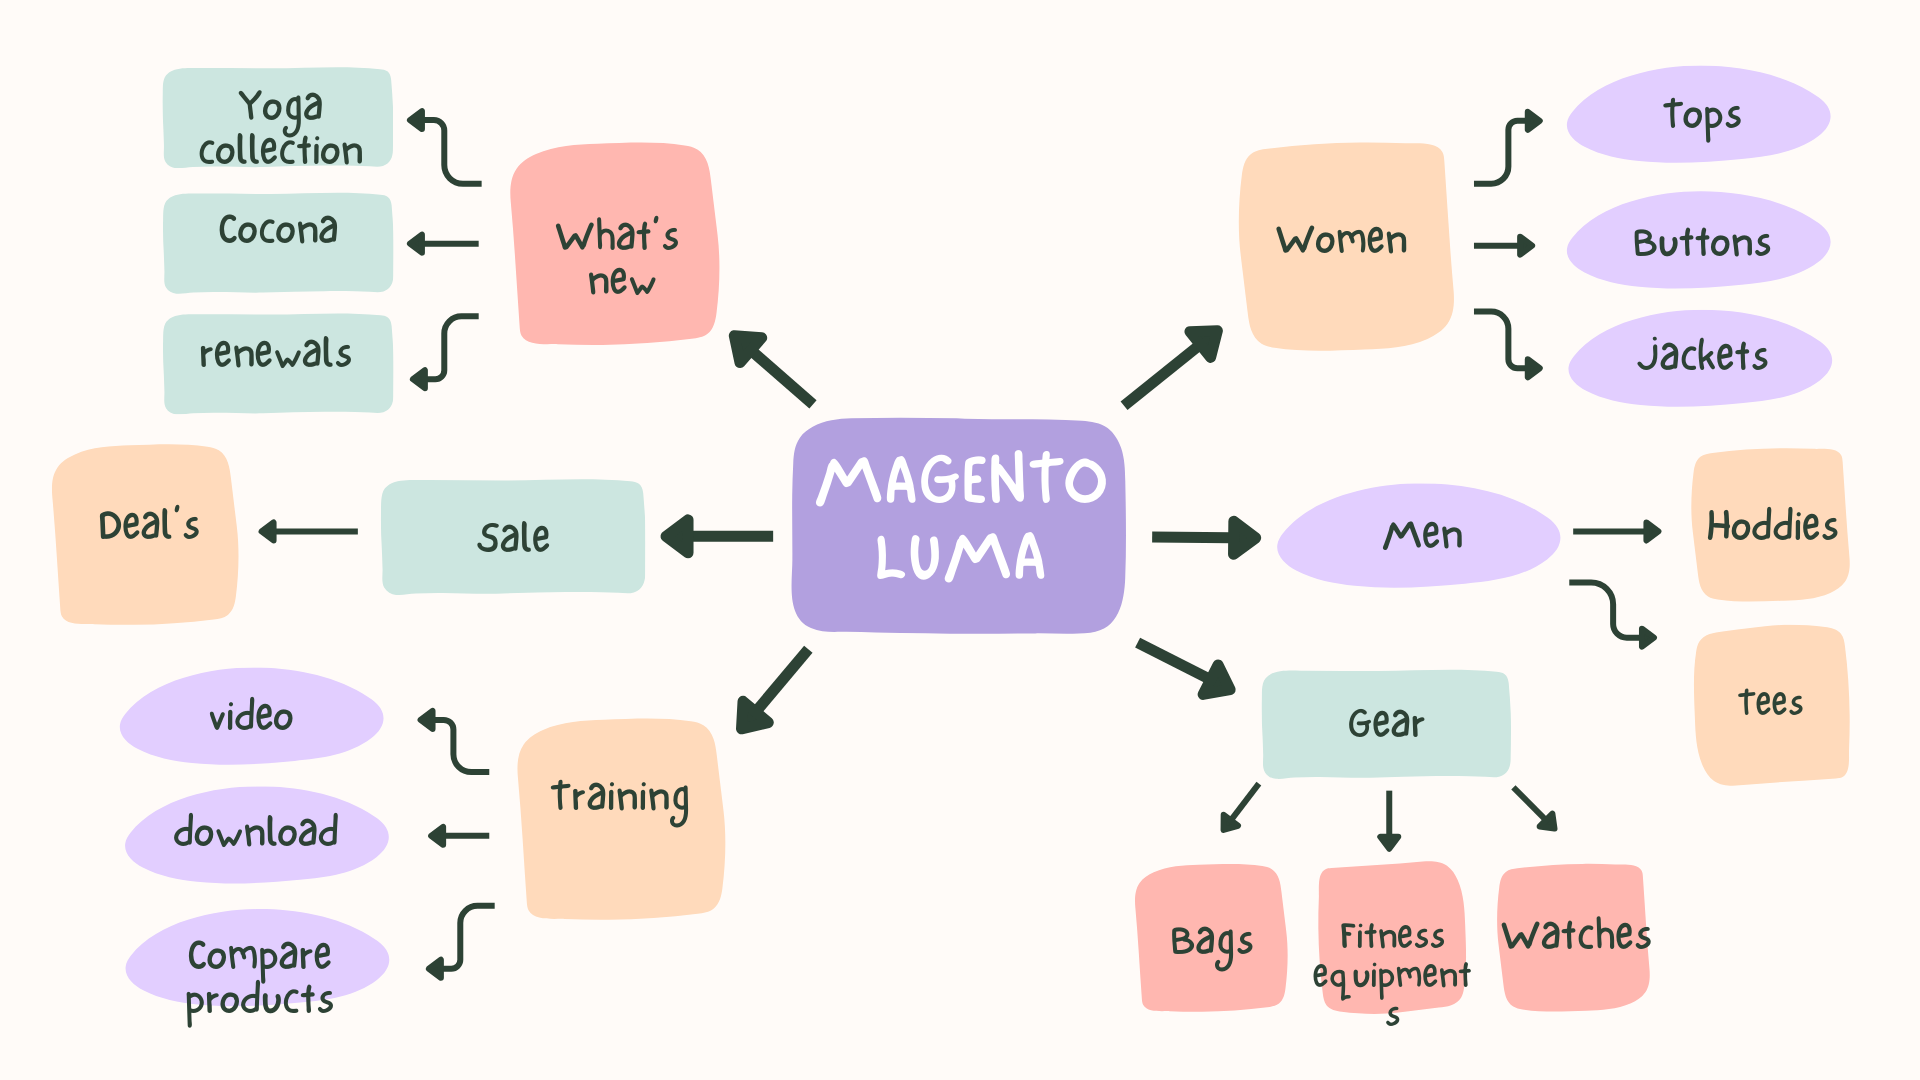 Yoga
collection
Cocona
renewals
What's
new
Women
Tops
Buttons
Jackets
MAGENTO
LUMA
Deal's
Sale
Men
Hoddies
Tees
Training
video
download
Compare
products
Gear
Bags
Fitness
equipment
s
Watches